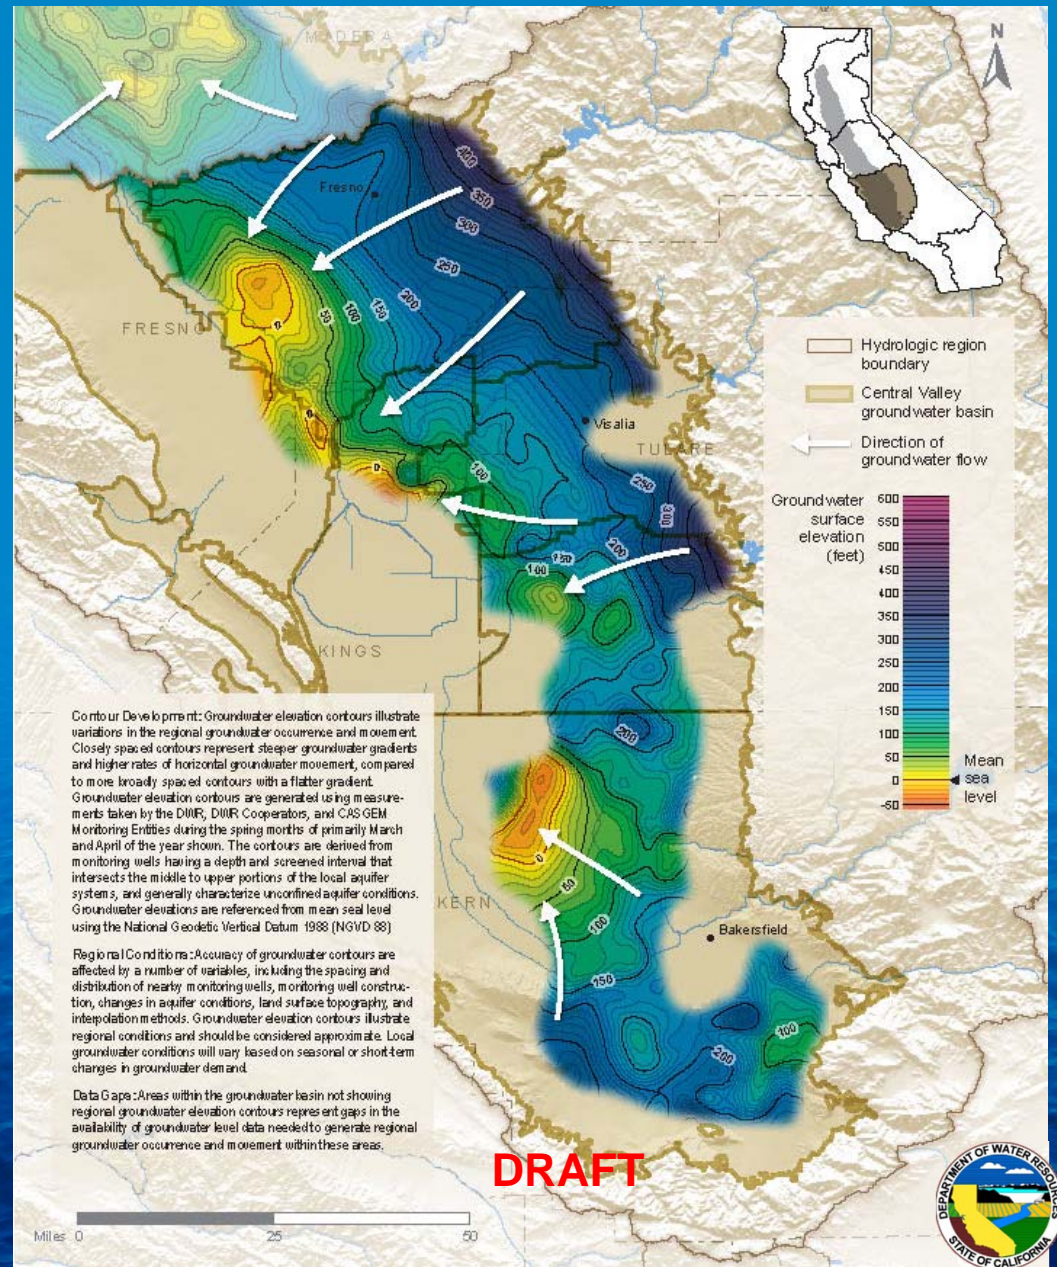 MADERA
N
400
350
300
Fresno
250
200
150
100
50
0
FRESNO
0
Visalia
TULARE
0
100
250
300
200
150
100
KINGS
200
0
50
KERN
100
150
Bakersfield
100
200
Hydrologic region
boundary
Central Valley
groundwater basin
Direction of
groundwater flow
Groundwater
surface
elevation
(feet)
600
550
500
450
400
350
300
250
200
150
100
50
0
-50
Mean
sea
level
Contour Development: Groundwater elevation contours illustrate
variations in the regional groundwater occurrence and movement.
Closely spaced contours represent steeper groundwater gradients
and higher rates of horizontal groundwater movement, compared
to more broadly spaced contours with a flatter gradient.
Groundwater elevation contours are generated using measure-
ments taken by the DWR, DWR Cooperators, and CASGEM
Monitoring Entities during the spring months of primarily March
and April of the year shown. The contours are derived from
monitoring wells having a depth and screened interval that
intersects the middle to upper portions of the local aquifer
systems, and generally characterize unconfined aquifer conditions.
Groundwater elevations are referenced from mean seal level
using the National Geodetic Vertical Datum 1988 (NGVD 88)
Regional Conditions: Accuracy of groundwater contours are
affected by a number of variables, including the spacing and
distribution of nearby monitoring wells, monitoring well construc-
tion, changes in aquifer conditions, land surface topography, and
interpolation methods. Groundwater elevation contours illustrate
regional conditions and should be considered approximate. Local
groundwater conditions will vary based on seasonal or short-term
changes in groundwater demand.
Data Gaps: Areas within the groundwater basin not showing
regional groundwater elevation contours represent gaps in the
availability of groundwater level data needed to generate regional
groundwater occurrence and movement within these areas.
DRAFT
Miles 0 25 50
DEPARTMENT OF WATER RESOURCES
STATE OF CALIFORNIA